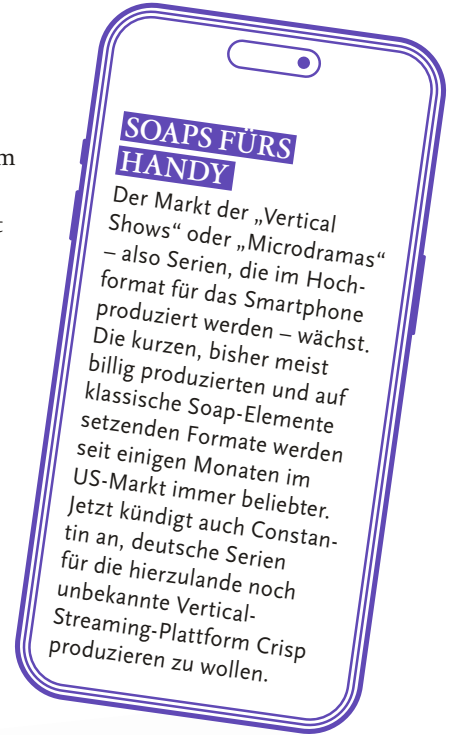 SOAPS FÜRS
HANDY
Der Markt der „Vertical
Shows“ oder „Microdramas“
– also Serien, die im Hoch-
format für das Smartphone
produziert werden – wächst.
Die kurzen, bisher meist
billig produzierten und auf
klassische Soap-Elemente
setzenden Formate werden
seit einigen Monaten im
US-Markt immer beliebter.
Jetzt kündigt auch Constan-
tin an, deutsche Serien
für die hierzulande noch
unbekannte Vertical-
Streaming-Plattform Crisp
produzieren zu wollen.